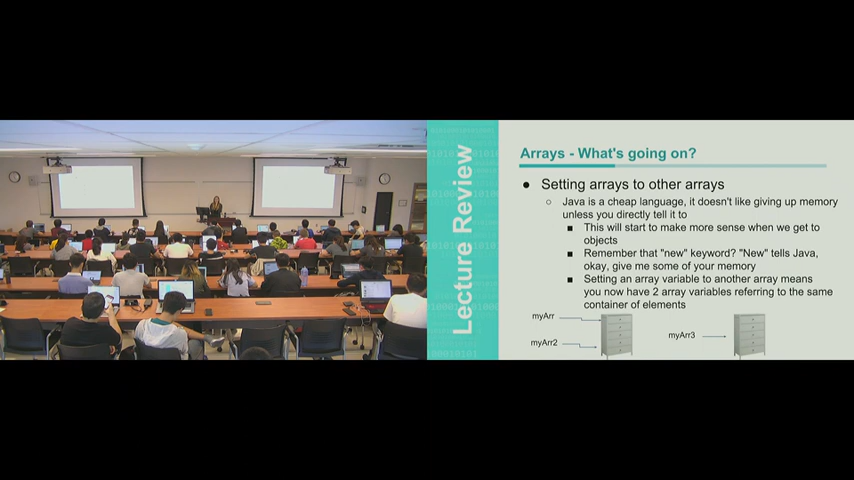 Lecture Review
Arrays - What's going on?
● Setting arrays to other arrays
○ Java is a cheap language, it doesn't like giving up memory
unless you directly tell it to
■ This will start to make more sense when we get to
objects
■ Remember that "new" keyword? "New" tells Java,
okay, give me some of your memory
■ Setting an array variable to another array means
you now have 2 array variables referring to the same
container of elements
myArr
myArr2
myArr3